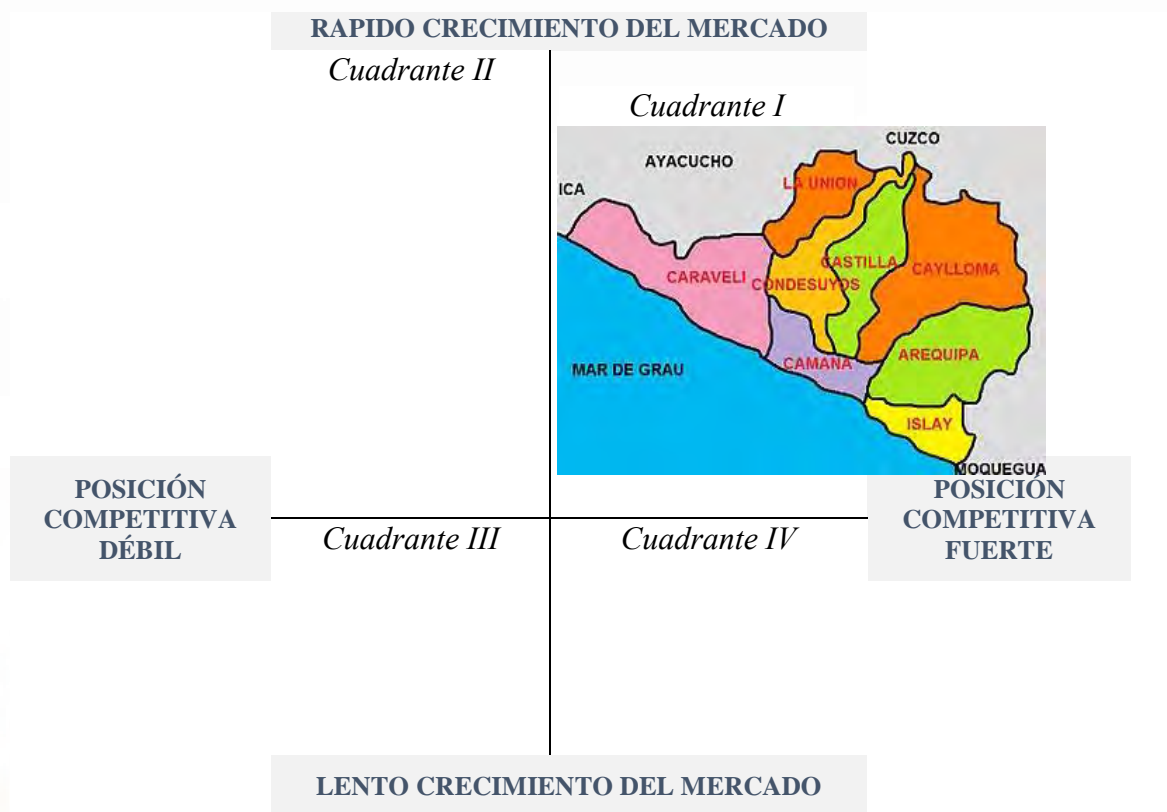 RAPIDO CRECIMIENTO DEL MERCADO
Cuadrante II
Cuadrante I
CUZCO
AYACUCHO
LA UNION
ICA
CASTILLA
CAYLLOMA
CARAVELI
CONDESUYOS
AREQUIPA
CAMANA
MAR DE GRAU
ISLAY
MOQUEGUA
POSICIÓN
COMPETITIVA
DÉBIL
POSICIÓN
COMPETITIVA
FUERTE
Cuadrante III
Cuadrante IV
LENTO CRECIMIENTO DEL MERCADO